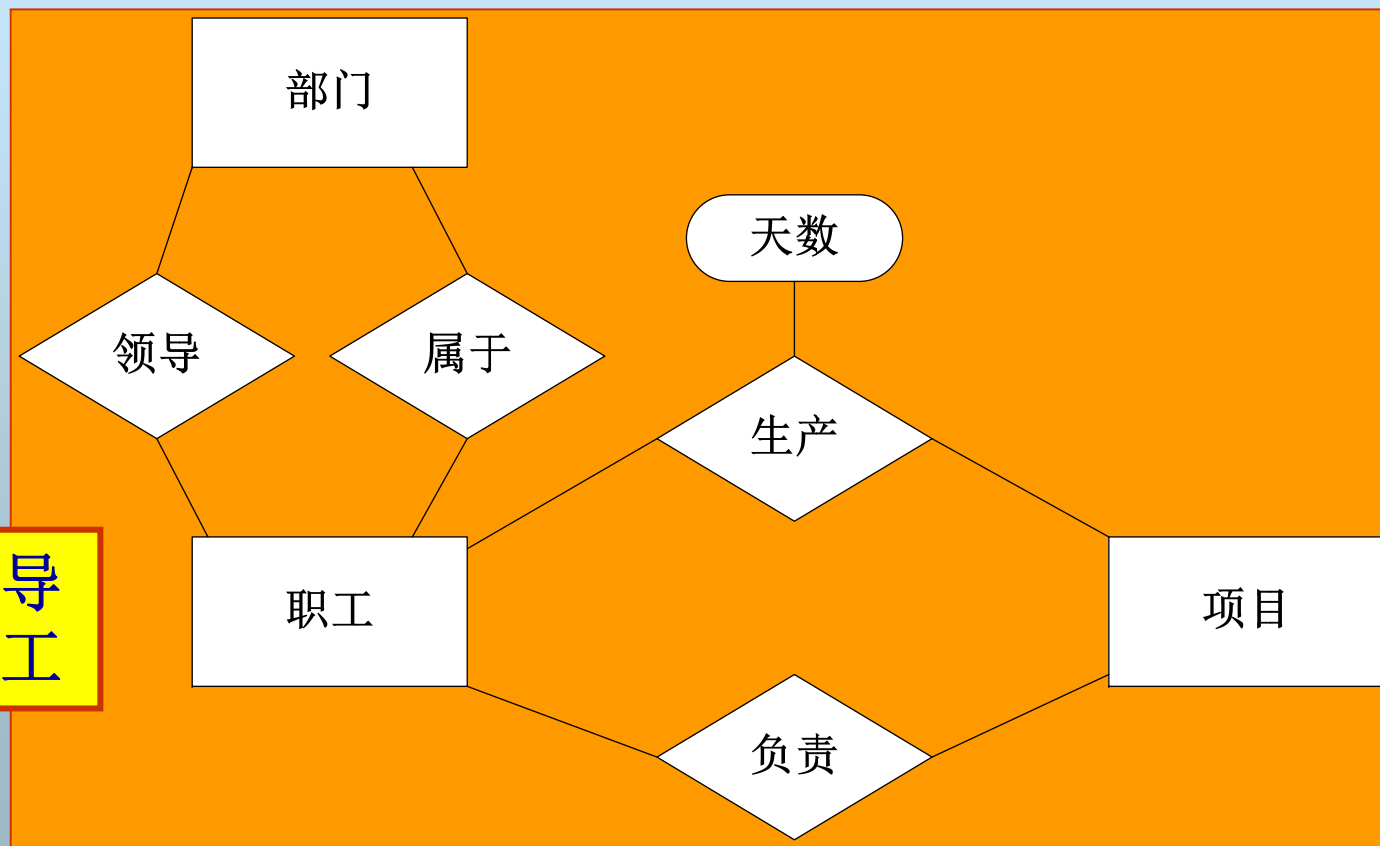 部门
天数
领导
属于
生产
导
工
职工
项目
负责